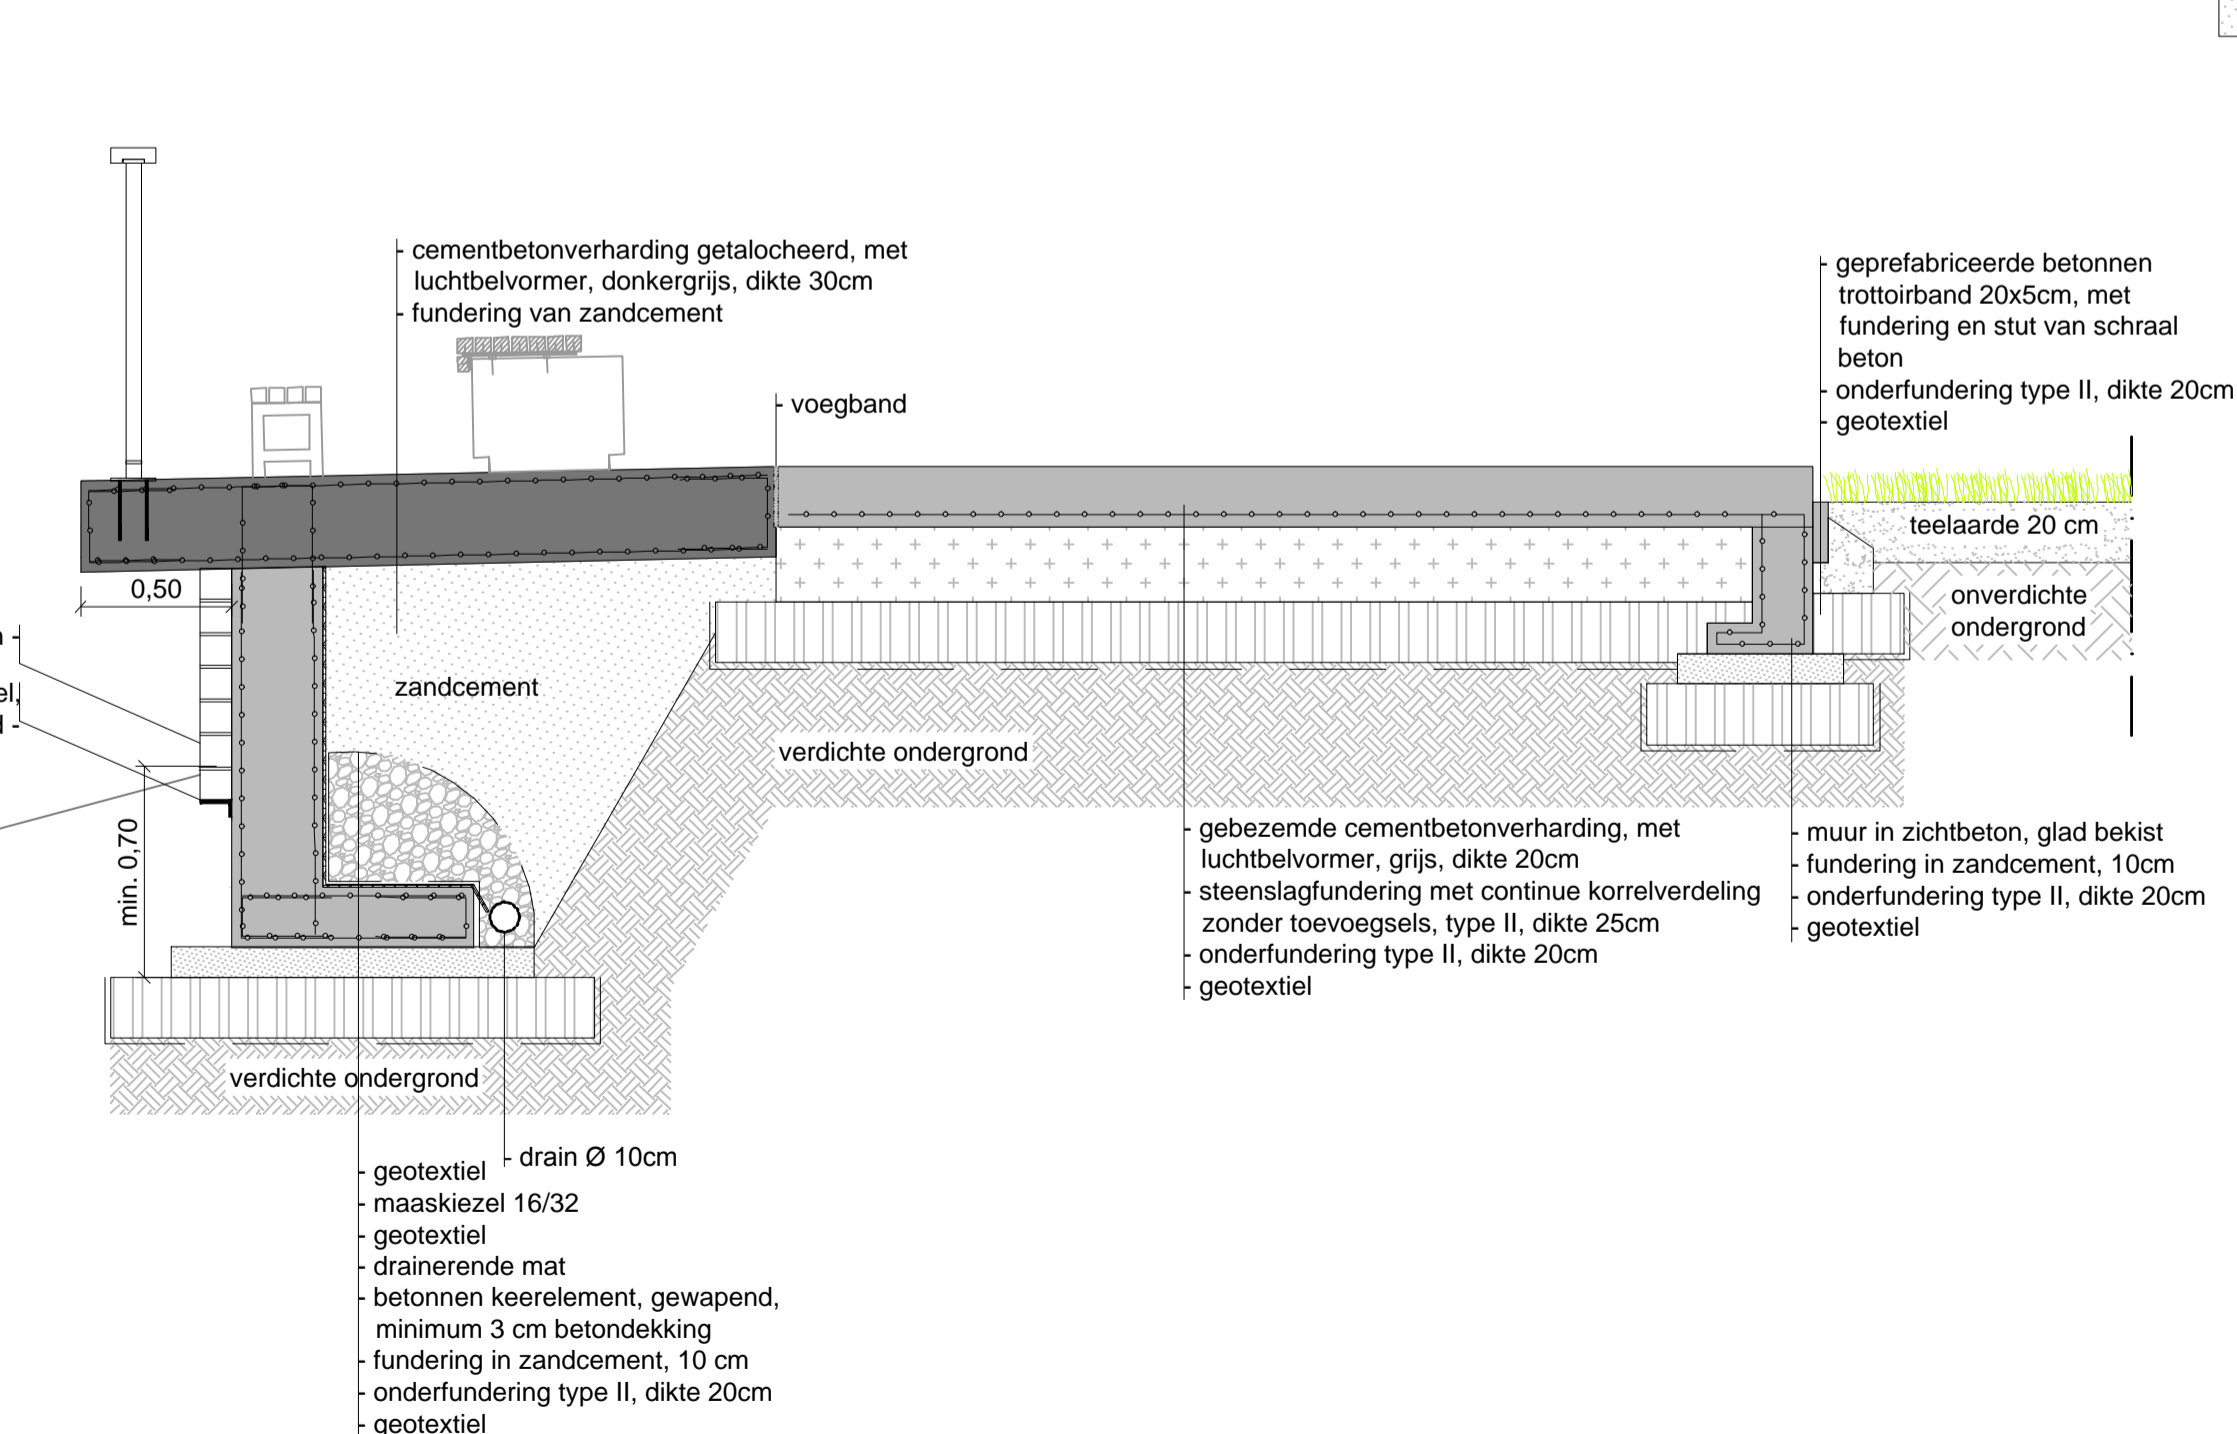 - cementbetonverharding getalocheerd, met
luchtbelvormer, donkergrijs, dikte 30cm
- fundering van zandcement
- voegband
- geprefabriceerde betonnen
trottoirband 20x5cm, met
fundering en stut van schraal
beton
- onderfundering type II, dikte 20cm
- geotextiel
teelaarde 20 cm
onverdichte
ondergrond
0,50
zandcement
min. 0,70
verdichte ondergrond
- gebezemde cementbetonverharding, met
luchtbelvormer, grijs, dikte 20cm
- steenslagfundering met continue korrelverdeling
zonder toevoegsels, type II, dikte 25cm
- onderfundering type II, dikte 20cm
- geotextiel
- muur in zichtbeton, glad bekist
- fundering in zandcement, 10cm
- onderfundering type II, dikte 20cm
- geotextiel
verdichte ondergrond
- drain Ø 10cm
- geotextiel
- maaskiezel 16/32
- geotextiel
- drainerende mat
- betonnen keerelement, gewapend,
minimum 3 cm betondekking
- fundering in zandcement, 10 cm
- onderfundering type II, dikte 20cm
- geotextiel